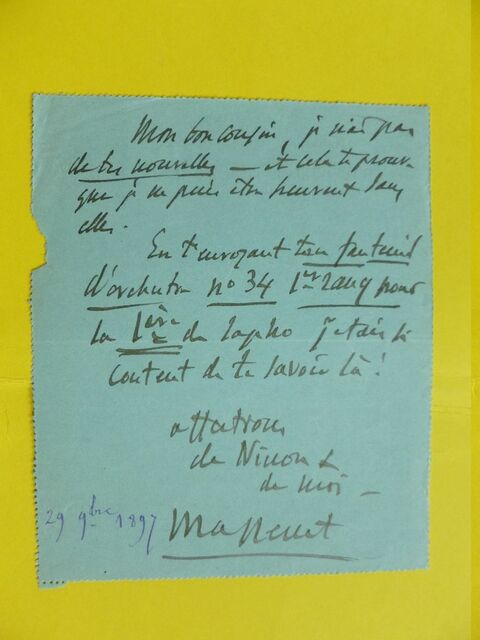 Mon bon cousin, je n'ai pas
de tes nouvelles — et cela te prouve
que je ne puis être heureux sans
elles.
En t'envoyant ton fauteuil
d'orchestre nº 34 1er rang pour
la 1ère de Sapho j'étais si
content de te savoir là !
affections
de Ninon &
de moi —
Massenet
29 9bre 1897